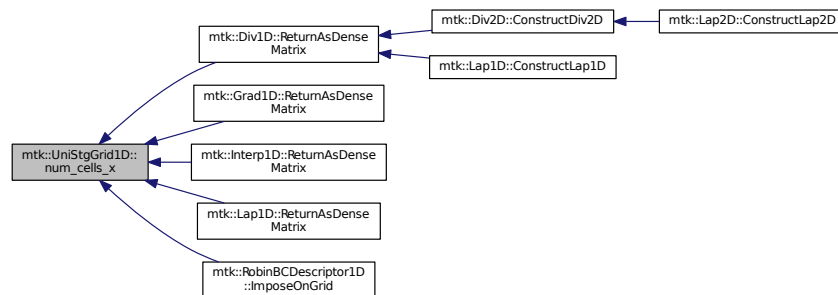 mtk::UniStgGrid1D::
num_cells_x
mtk::Div1D::ReturnAsDense
Matrix
mtk::Div2D::ConstructDiv2D
mtk::Lap2D::ConstructLap2D
mtk::Lap1D::ConstructLap1D
mtk::Grad1D::ReturnAsDense
Matrix
mtk::Interp1D::ReturnAsDense
Matrix
mtk::Lap1D::ReturnAsDense
Matrix
mtk::RobinBCDescriptor1D
::ImposeOnGrid